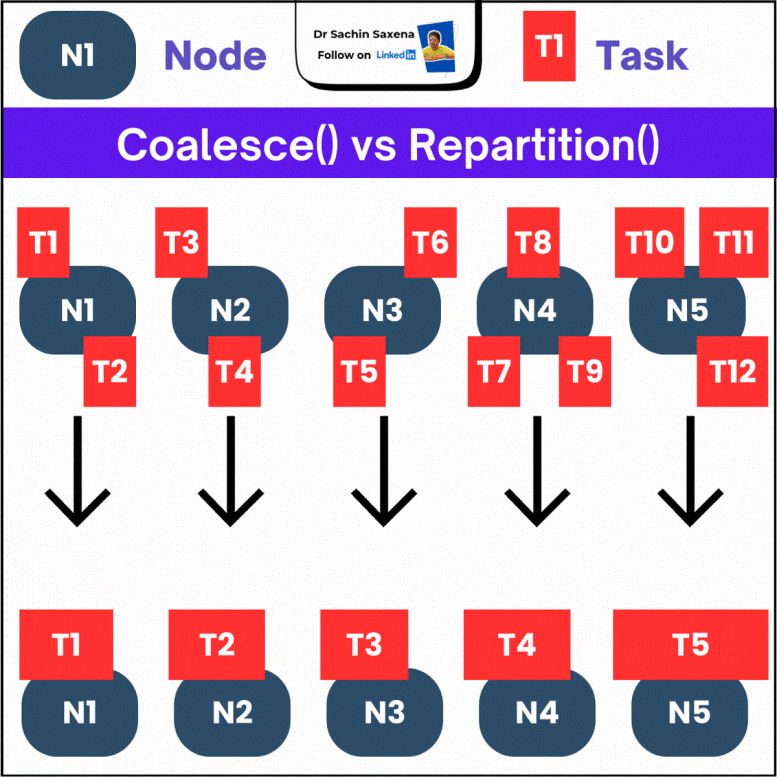 N1 Node
Dr Sachin Saxena
Follow on Linked in
T1 Task
Coalesce() vs Repartition()
T1 T3 T6 T8 T10 T11
N1 N2 N3 N4 N5
T2 T4 T5 T7 T9 T12
T1 T2 T3 T4 T5
N1 N2 N3 N4 N5